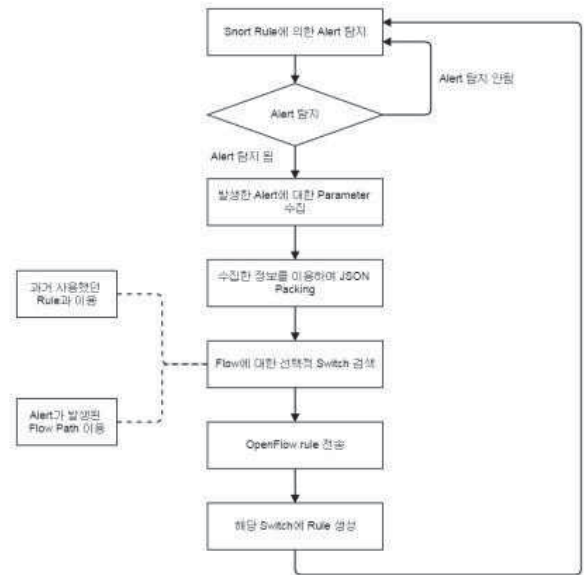 Snort Rule에 의한 Alert 탐지
Alert 탐지 안됨
Alert 탐지
Alert 탐지 됨
발생한 Alert에 대한 Parameter
수집
수집한 정보를 이용하여 JSON
Packing
과거 사용했던
Rule과 이용
Flow에 대한 선택적 Switch 검색
Alert가 발생된
Flow Path 이용
OpenFlow rule 전송
해당 Switch에 Rule 생성